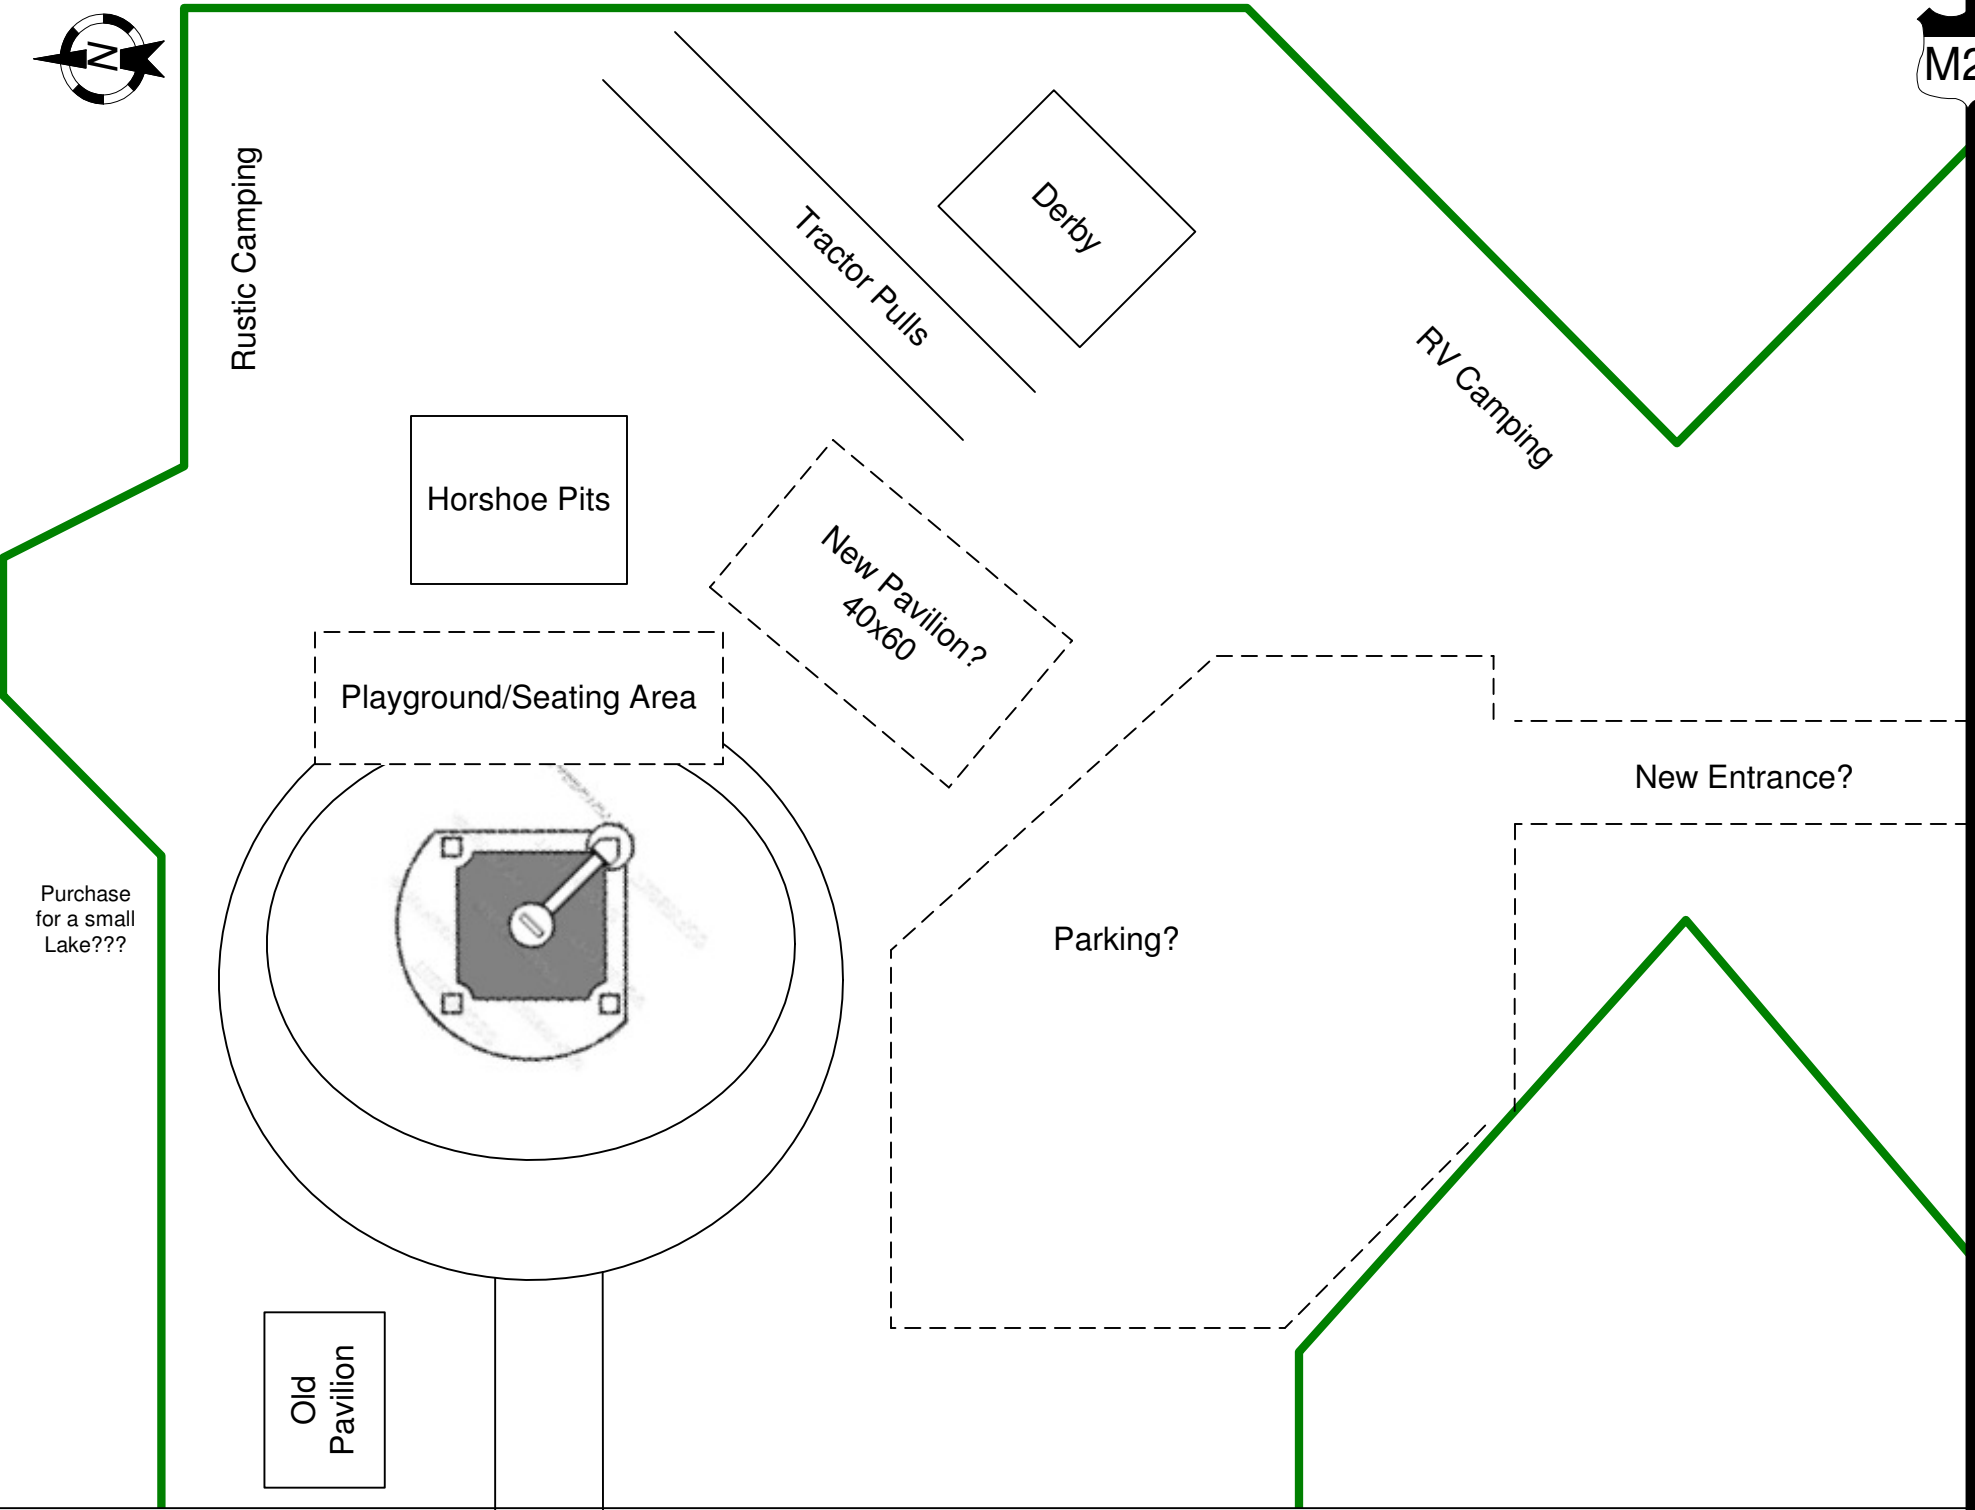 N
M2
Rustic Camping
Tractor Pulls
Derby
RV Camping
Horshoe Pits
New Pavilion?
40x60
Playground/Seating Area
New Entrance?
Purchase
for a small
Lake???
Parking?
Old
Pavilion